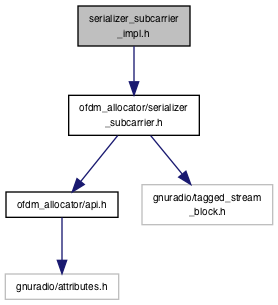 serializer_subcarrier
_impl.h
ofdm_allocator/serializer
_subcarrier.h
ofdm_allocator/api.h
gnuradio/tagged_stream
_block.h
gnuradio/attributes.h